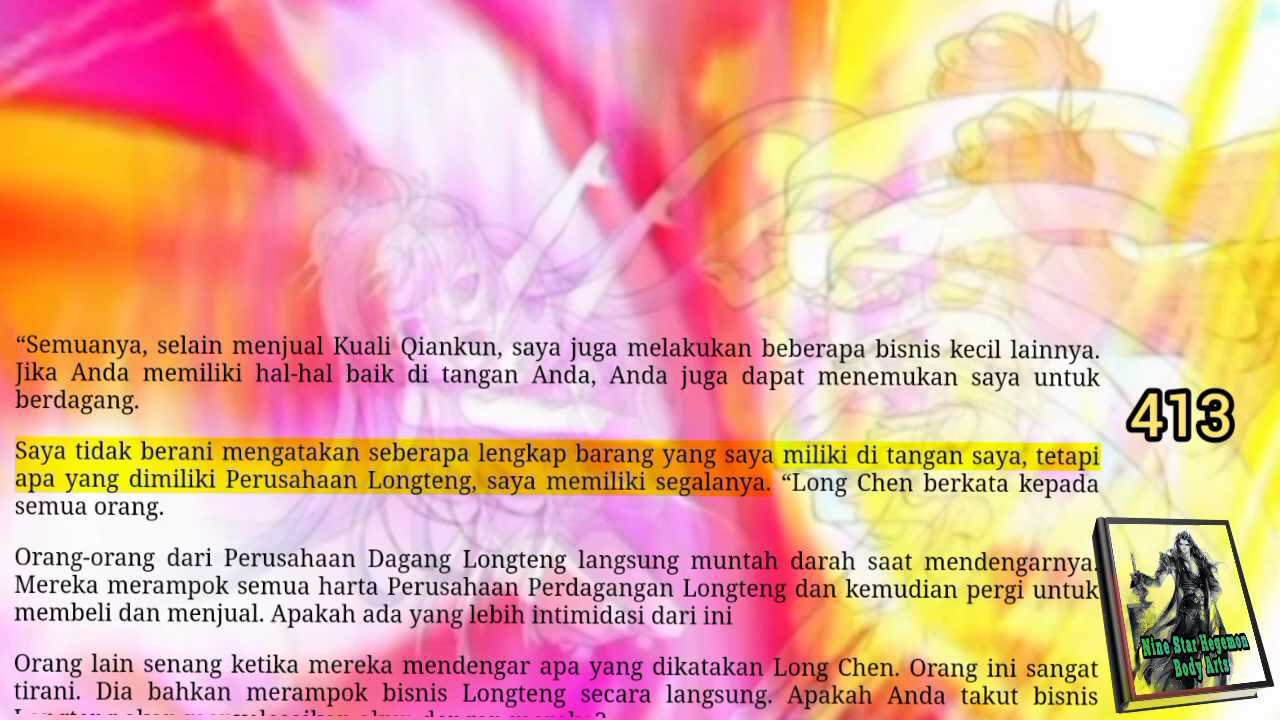 “Semuanya, selain menjual Kuali Qiankun, saya juga melakukan beberapa bisnis kecil lainnya.
Jika Anda memiliki hal-hal baik di tangan Anda, Anda juga dapat menemukan saya untuk
berdagang.
Saya tidak berani mengatakan seberapa lengkap barang yang saya miliki di tangan saya, tetapi
apa yang dimiliki Perusahaan Longteng, saya memiliki segalanya. “Long Chen berkata kepada
semua orang.
Orang-orang dari Perusahaan Dagang Longteng langsung muntah darah saat mendengarnya.
Mereka merampok semua harta Perusahaan Perdagangan Longteng dan kemudian pergi untuk
membeli dan menjual. Apakah ada yang lebih intimidasi dari ini
Orang lain senang ketika mereka mendengar apa yang dikatakan Long Chen. Orang ini sangat
tirani. Dia bahkan merampok bisnis Longteng secara langsung. Apakah Anda takut bisnis
413
Nine Star Hegemon
Body Arts